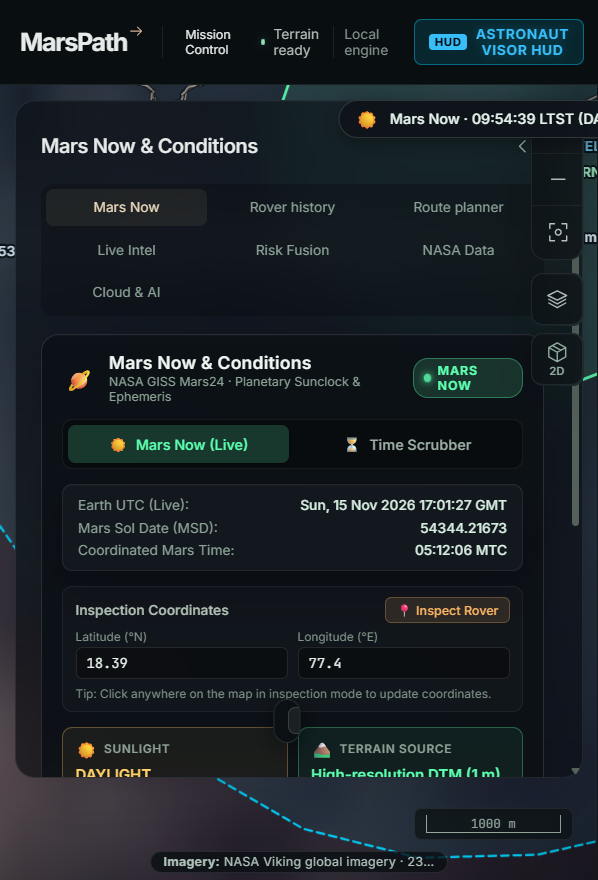 MarsPath→
Mission
Control
Terrain
ready
Local
engine
HUD
ASTRONAUT
VISOR HUD
Mars Now · 09:54:39 LTST (DA
Mars Now & Conditions
Mars Now
Rover history
Route planner
Live Intel
Risk Fusion
NASA Data
Cloud & AI
53
EL
RN
m
2D
Mars Now & Conditions
NASA GISS Mars24 · Planetary Sunclock &
Ephemeris
MARS
NOW
Mars Now (Live)
Time Scrubber
Earth UTC (Live):
Sun, 15 Nov 2026 17:01:27 GMT
Mars Sol Date (MSD):
54344.21673
Coordinated Mars Time:
05:12:06 MTC
Inspection Coordinates
Inspect Rover
Latitude (°N)
Longitude (°E)
18.39
77.4
Tip: Click anywhere on the map in inspection mode to update coordinates.
SUNLIGHT
DAYLIGHT
TERRAIN SOURCE
High-resolution DTM (1 m)
1000 m
Imagery: NASA Viking global imagery · 23...